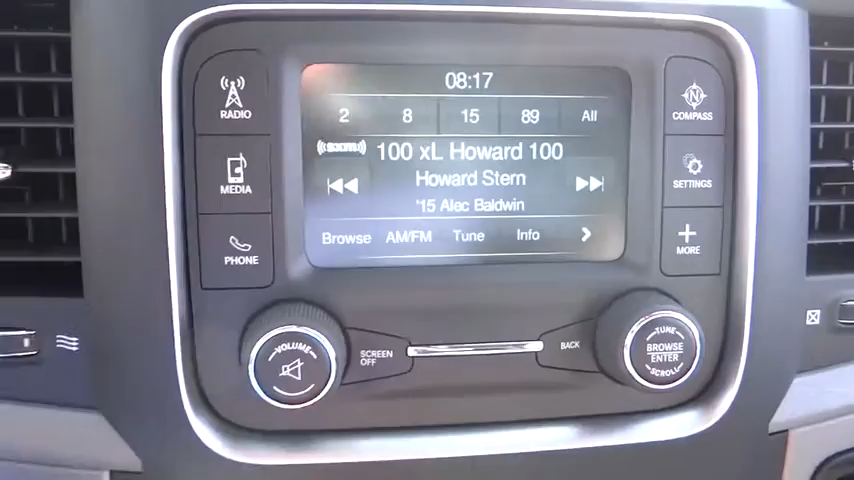 08:17
2 8 15 89 All
((SXM)) 100 xL Howard 100
Howard Stern
'15 Alec Baldwin
Browse AM/FM Tune Info
RADIO
MEDIA
PHONE
N
COMPASS
SETTINGS
MORE
VOLUME
SCREEN
OFF
BACK
TUNE
BROWSE
ENTER
SCROLL